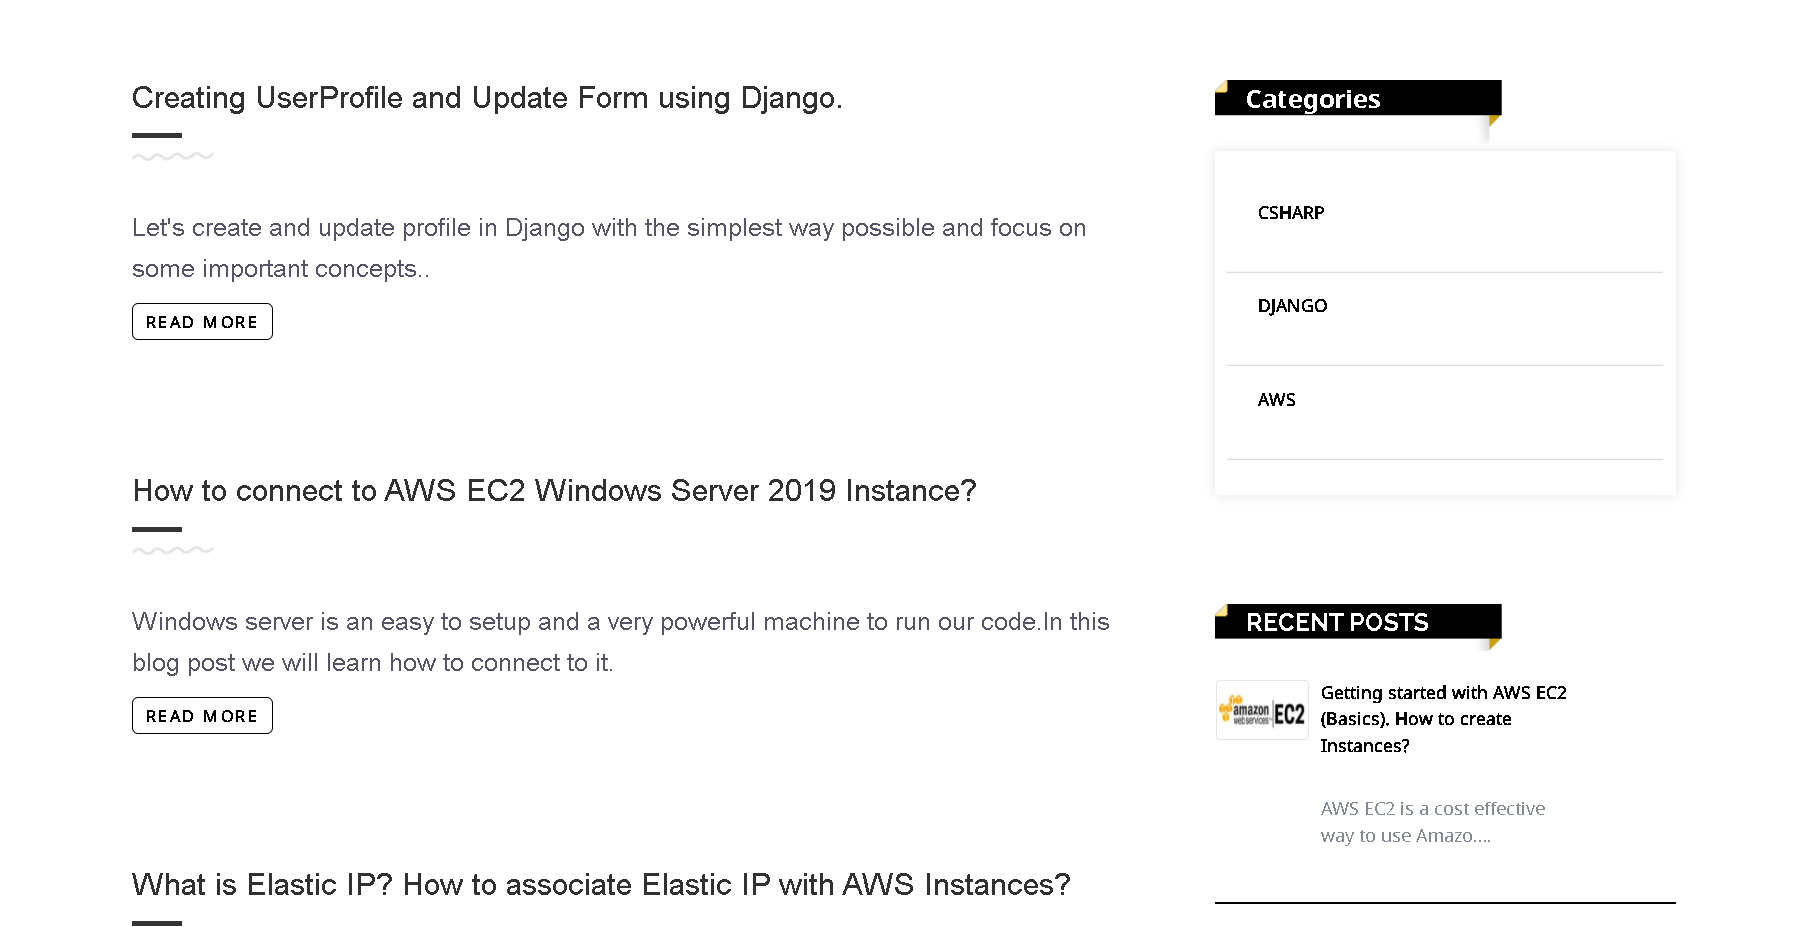 Creating UserProfile and Update Form using Django.
Let's create and update profile in Django with the simplest way possible and focus on
some important concepts..
READ MORE
How to connect to AWS EC2 Windows Server 2019 Instance?
Windows server is an easy to setup and a very powerful machine to run our code.In this
blog post we will learn how to connect to it.
READ MORE
What is Elastic IP? How to associate Elastic IP with AWS Instances?
Categories
CSHARP
DJANGO
AWS
RECENT POSTS
amazon
web services™
EC2
Getting started with AWS EC2
(Basics). How to create
Instances?
AWS EC2 is a cost effective
way to use Amazo....